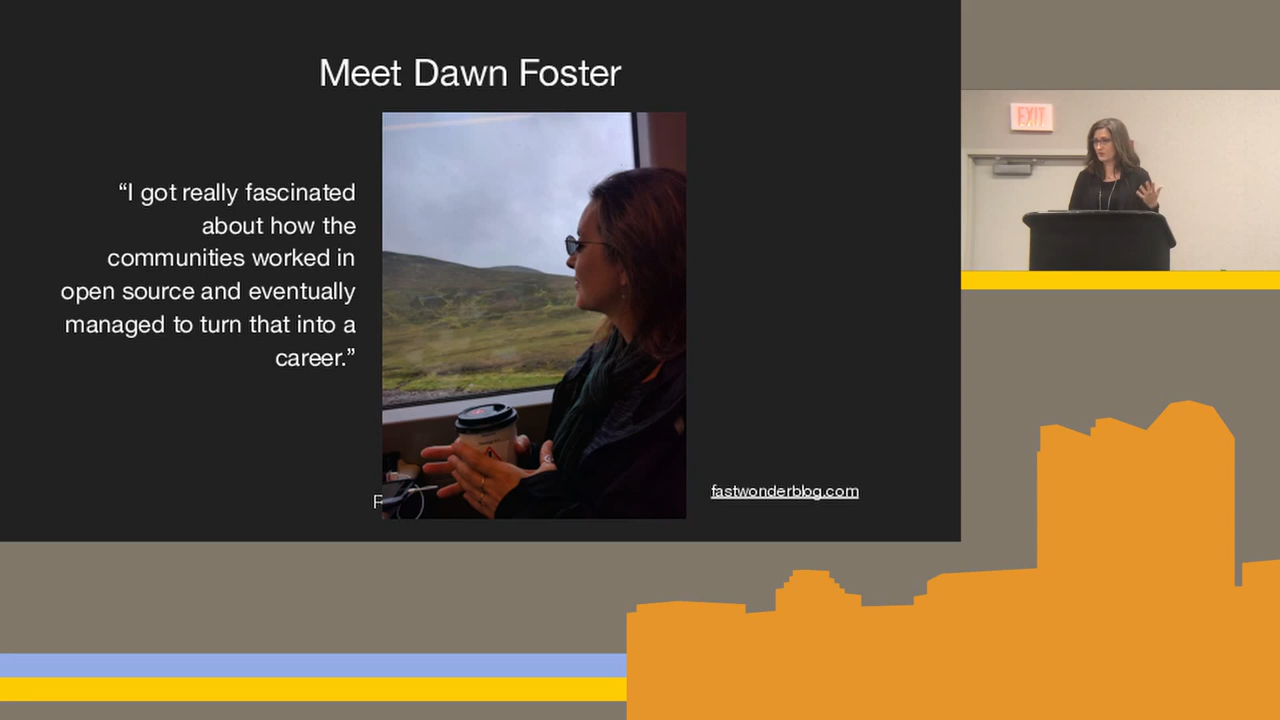 Meet Dawn Foster
“I got really fascinated
about how the
communities worked in
open source and eventually
managed to turn that into a
career.”
fastwonderblog.com
EXIT